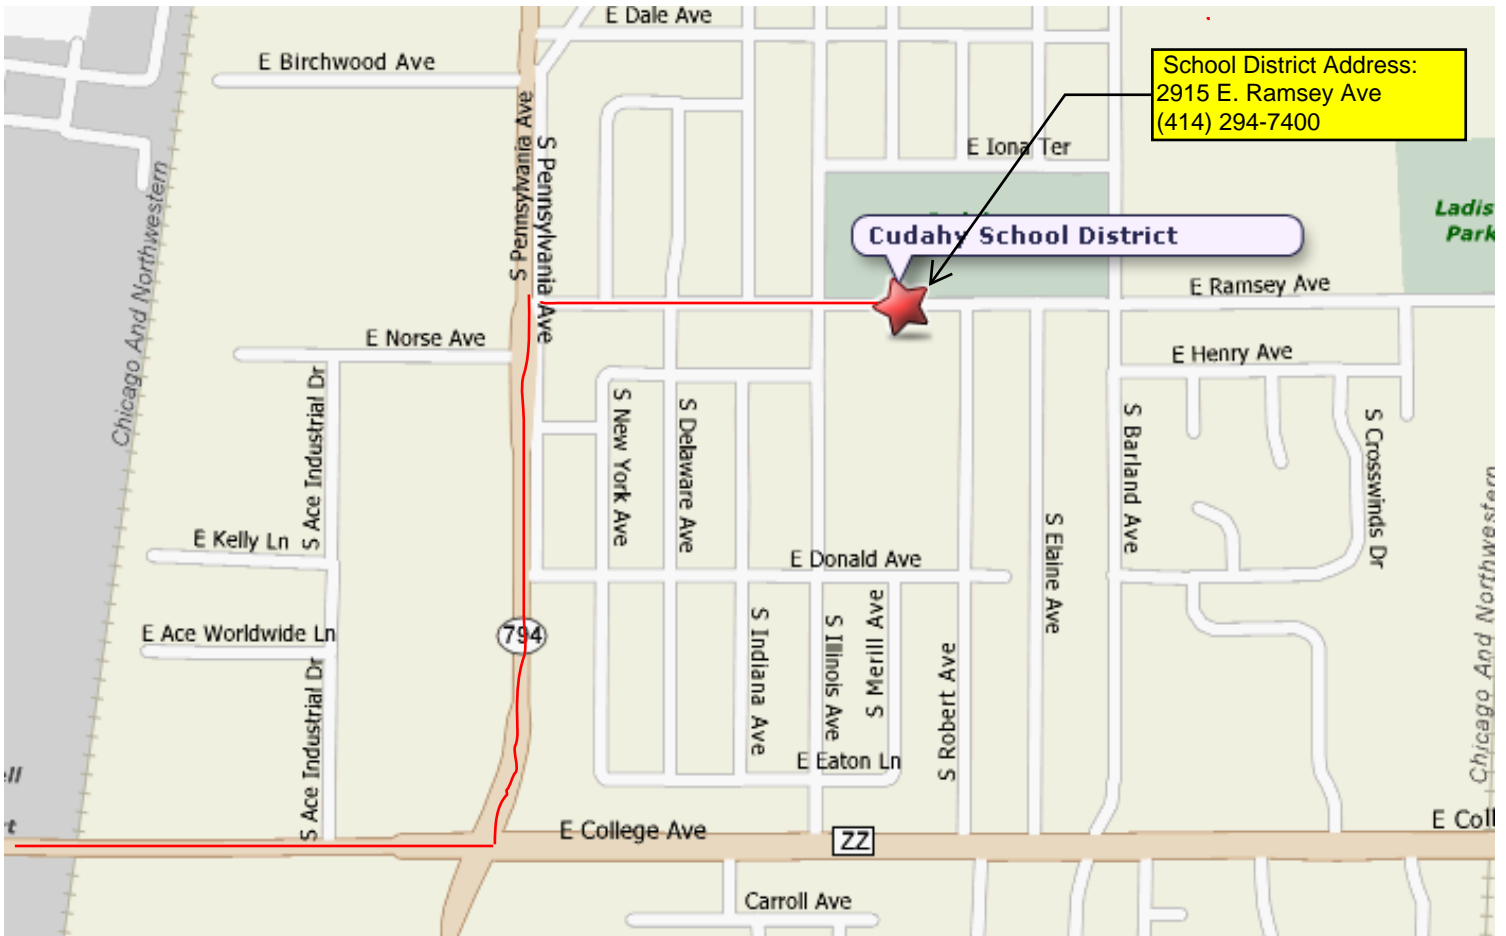 E Dale Ave
E Birchwood Ave
School District Address:
2915 E. Ramsey Ave
(414) 294-7400
S Pennsylvania Ave
S Pennsylvania Ave
E Iona Ter
Chicago And Northwestern
Ladis
Park
Cudahy School District
E Ramsey Ave
E Norse Ave
E Henry Ave
S Ace Industrial Dr
S New York Ave
S Delaware Ave
S Barland Ave
S Crosswinds Dr
E Kelly Ln
E Donald Ave
S Elaine Ave
Chicago And Northwestern
E Ace Worldwide Ln
794
S Indiana Ave
S Illinois Ave
S Merill Ave
S Robert Ave
S Ace Industrial Dr
E Eaton Ln
ell
rt
E College Ave
ZZ
E Coll
Carroll Ave